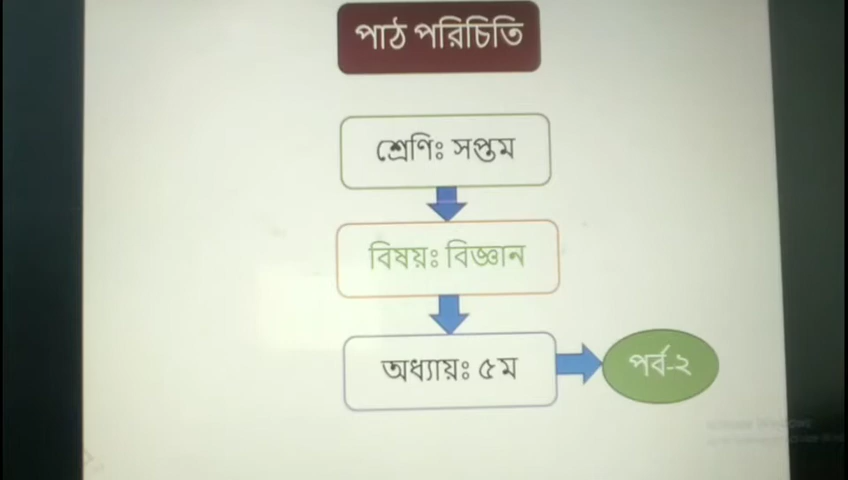 পাঠ পরিচিতি
শ্রেণিঃ সপ্তম
বিষয়ঃ বিজ্ঞান
অধ্যায়ঃ ৫ম
পর্ব-২